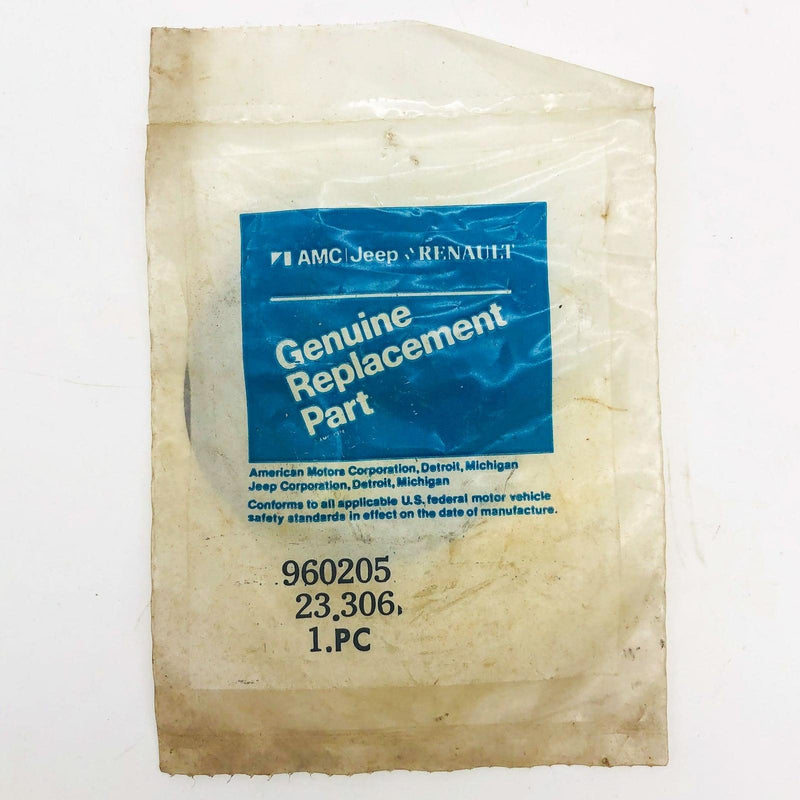 AMC Jeep RENAULT
Genuine
Replacement
Part
American Motors Corporation, Detroit, Michigan
Jeep Corporation, Detroit, Michigan
Conforms to all applicable U.S. federal motor vehicle
safety standards in effect on the date of manufacture.
960205
23.306
1.PC